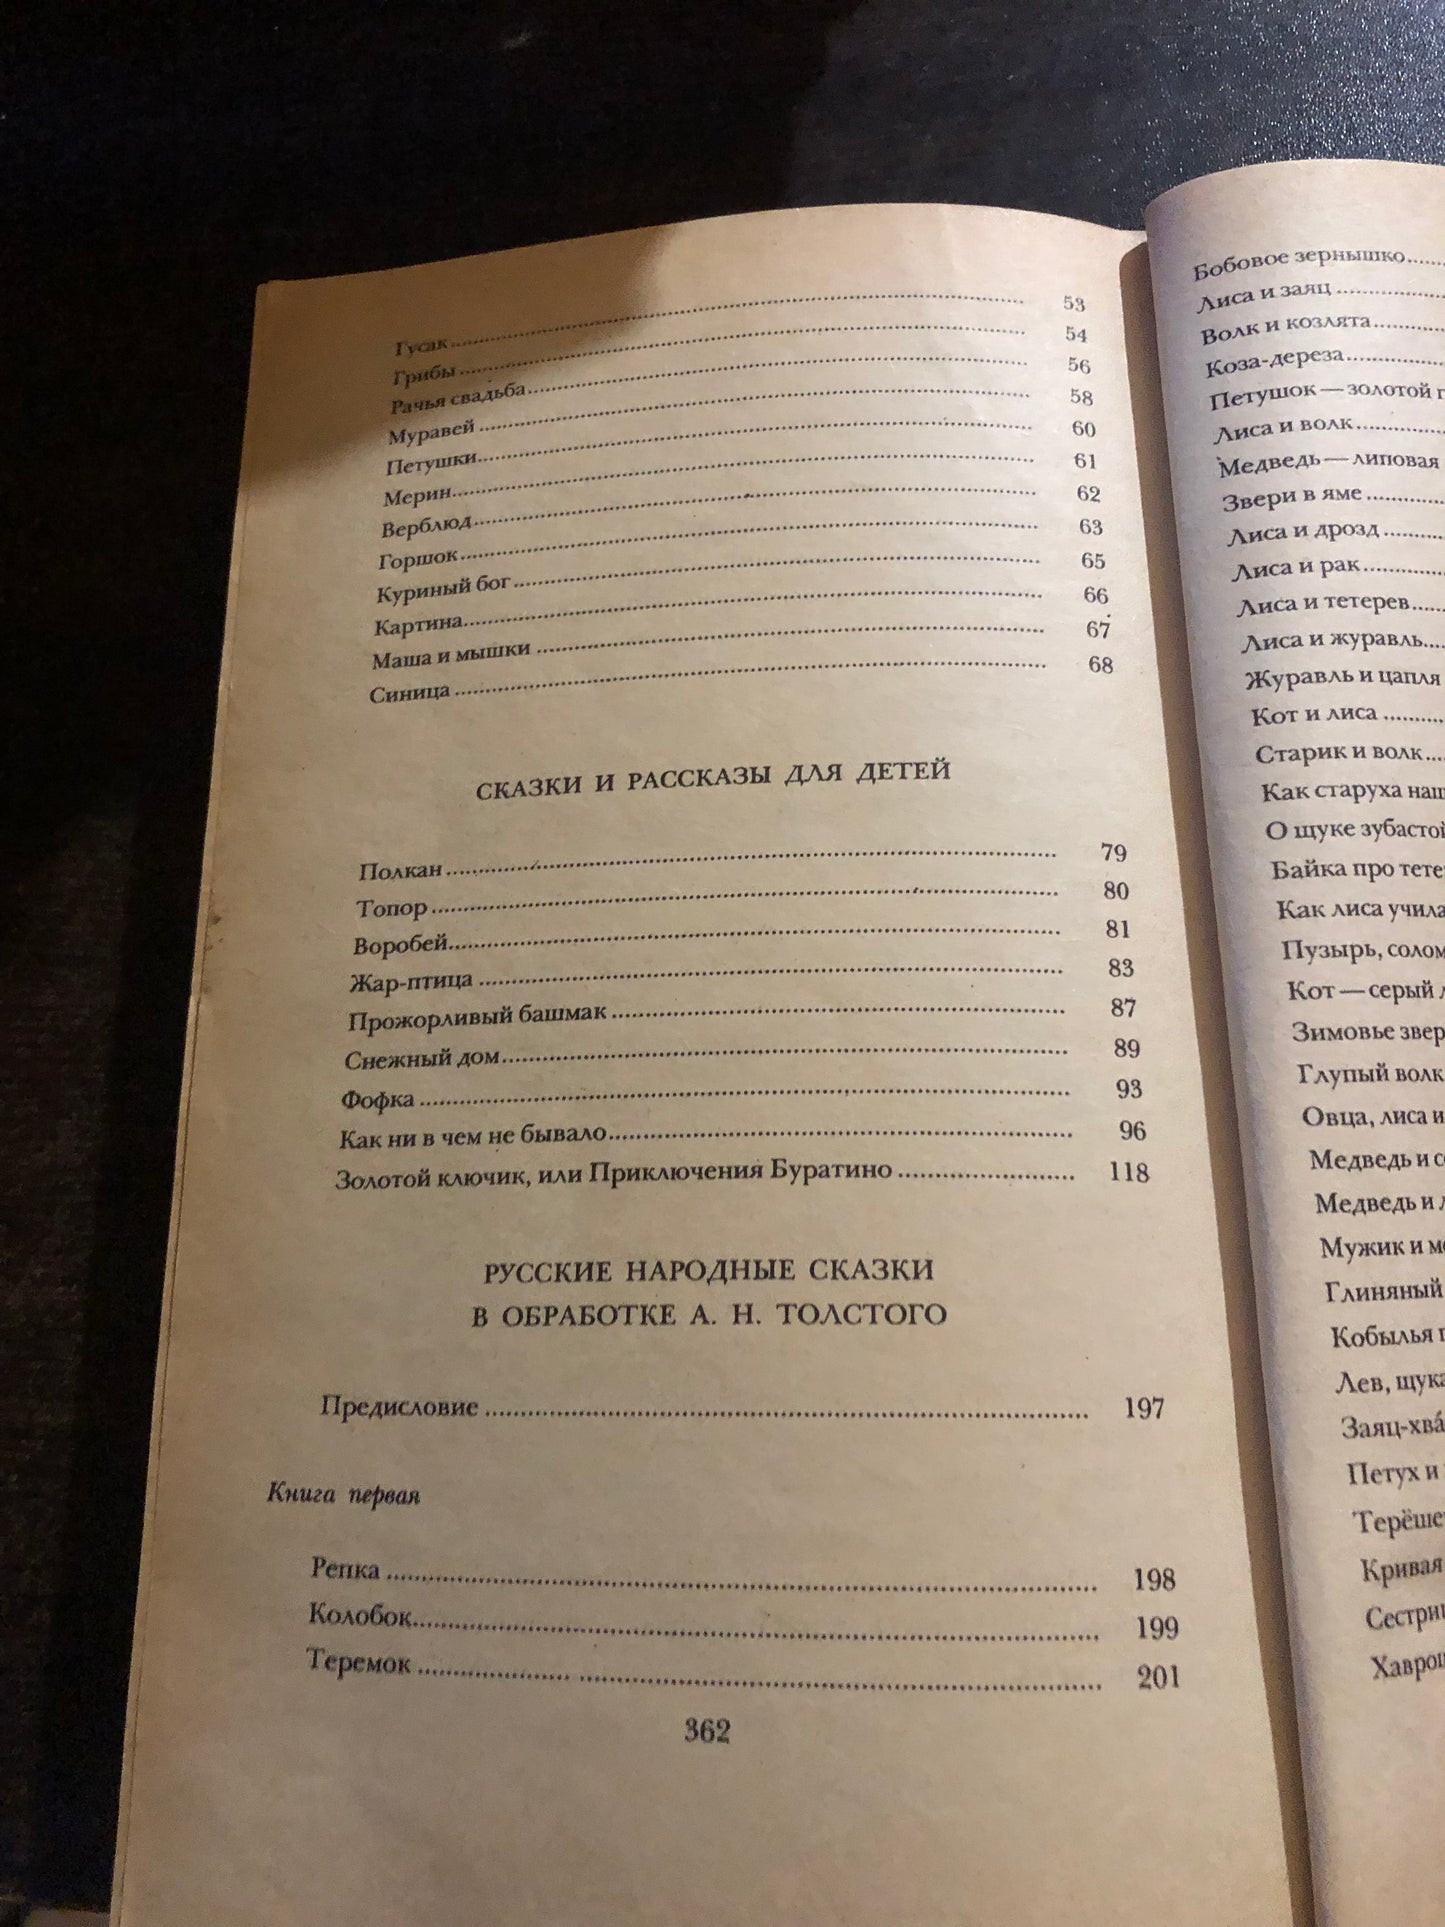 Гусак ........ 53
Грибы ........ 54
Рачья свадьба ........ 56
Муравей ........ 58
Петушки ........ 60
Мерин ........ 61
Верблюд ........ 62
Горшок ........ 63
Куриный бог ........ 65
Картина ........ 66
Маша и мышки ........ 67
Синица ........ 68
СКАЗКИ И РАССКАЗЫ ДЛЯ ДЕТЕЙ
Полкан ........ 79
Топор ........ 80
Воробей ........ 81
Жар-птица ........ 83
Прожорливый башмак ........ 87
Снежный дом ........ 89
Фофка ........ 93
Как ни в чем не бывало ........ 96
Золотой ключик, или Приключения Буратино ........ 118
РУССКИЕ НАРОДНЫЕ СКАЗКИ
В ОБРАБОТКЕ А. Н. ТОЛСТОГО
Предисловие ........ 197
Книга первая
Репка ........ 198
Колобок ........ 199
Теремок ........ 201
362
Бобовое зернышко ........
Лиса и заяц ........
Волк и козлята ........
Коза-дереза ........
Петушок — золотой
Лиса и волк ........
Медведь — липовая
Звери в яме ........
Лиса и дрозд ........
Лиса и рак ........
Лиса и тетерев ........
Лиса и журавль ........
Журавль и цапля
Кот и лиса ........
Старик и волк ........
Как старуха
О щуке зубастой
Байка про
Как лиса
Пузырь,
Кот — серый
Зимовье
Глупый волк
Овца, лиса и
Медведь и
Медведь и
Мужик и
Глиняный
Кобылья
Лев, щука
Петух и
Кривая